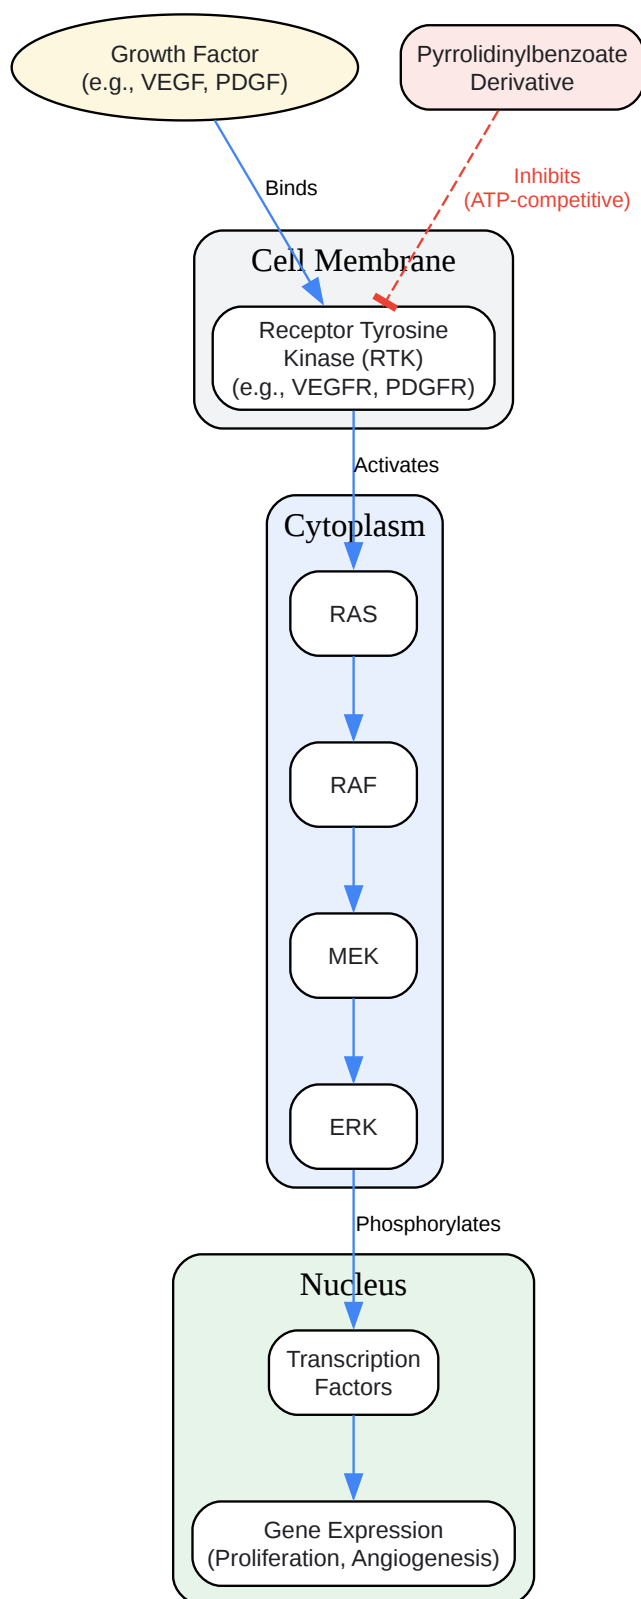 Growth Factor
(e.g., VEGF, PDGF)
Pyrrolidinylbenzoate
Derivative
Binds
Inhibits
(ATP-competitive)
Cell Membrane
Receptor Tyrosine
Kinase (RTK)
(e.g., VEGFR, PDGFR)
Activates
Cytoplasm
RAS
RAF
MEK
ERK
Phosphorylates
Nucleus
Transcription
Factors
Gene Expression
(Proliferation, Angiogenesis)